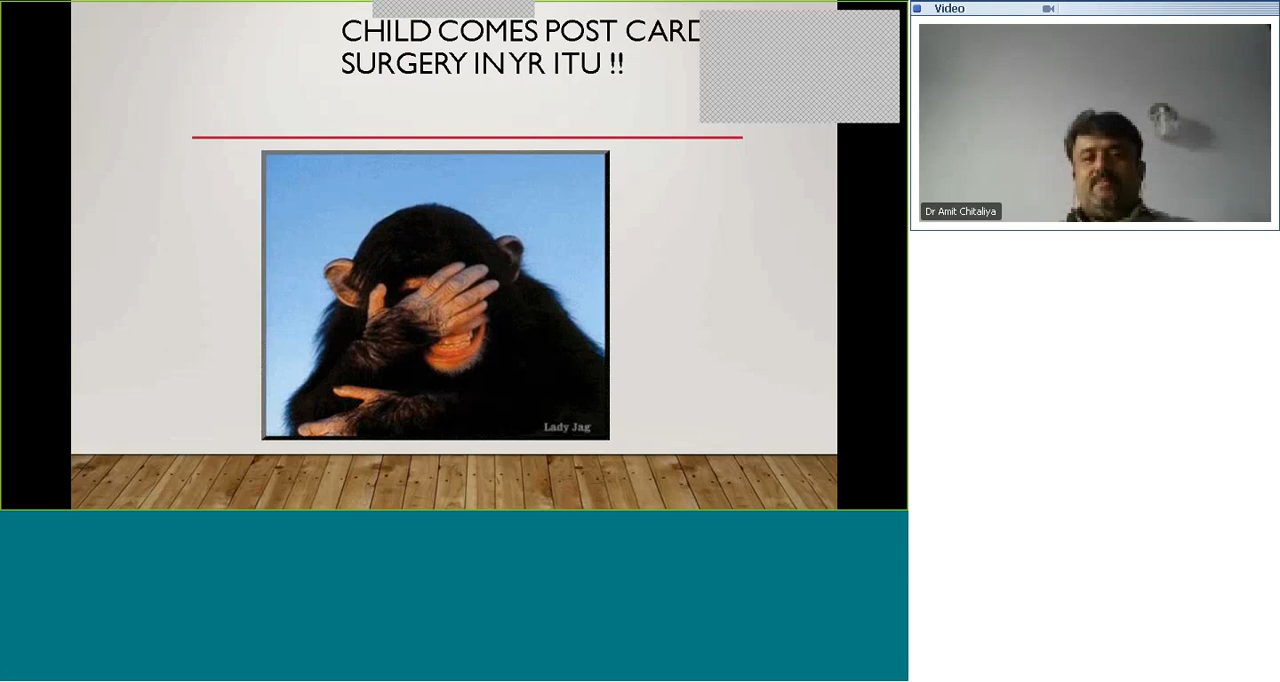 CHILD COMES POST CARD
SURGERY IN YR ITU !!
Lady Jag
Video
Dr Amit Chitaliya